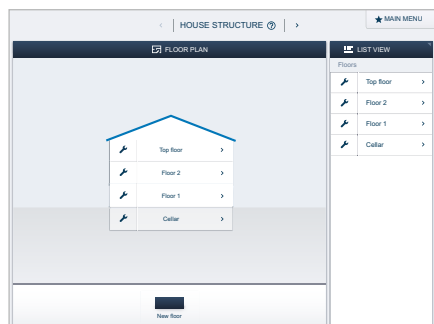 HOUSE STRUCTURE
MAIN MENU
FLOOR PLAN
LIST VIEW
Floors
Top floor
Floor 2
Floor 1
Cellar
Top floor
Floor 2
Floor 1
Cellar
New floor